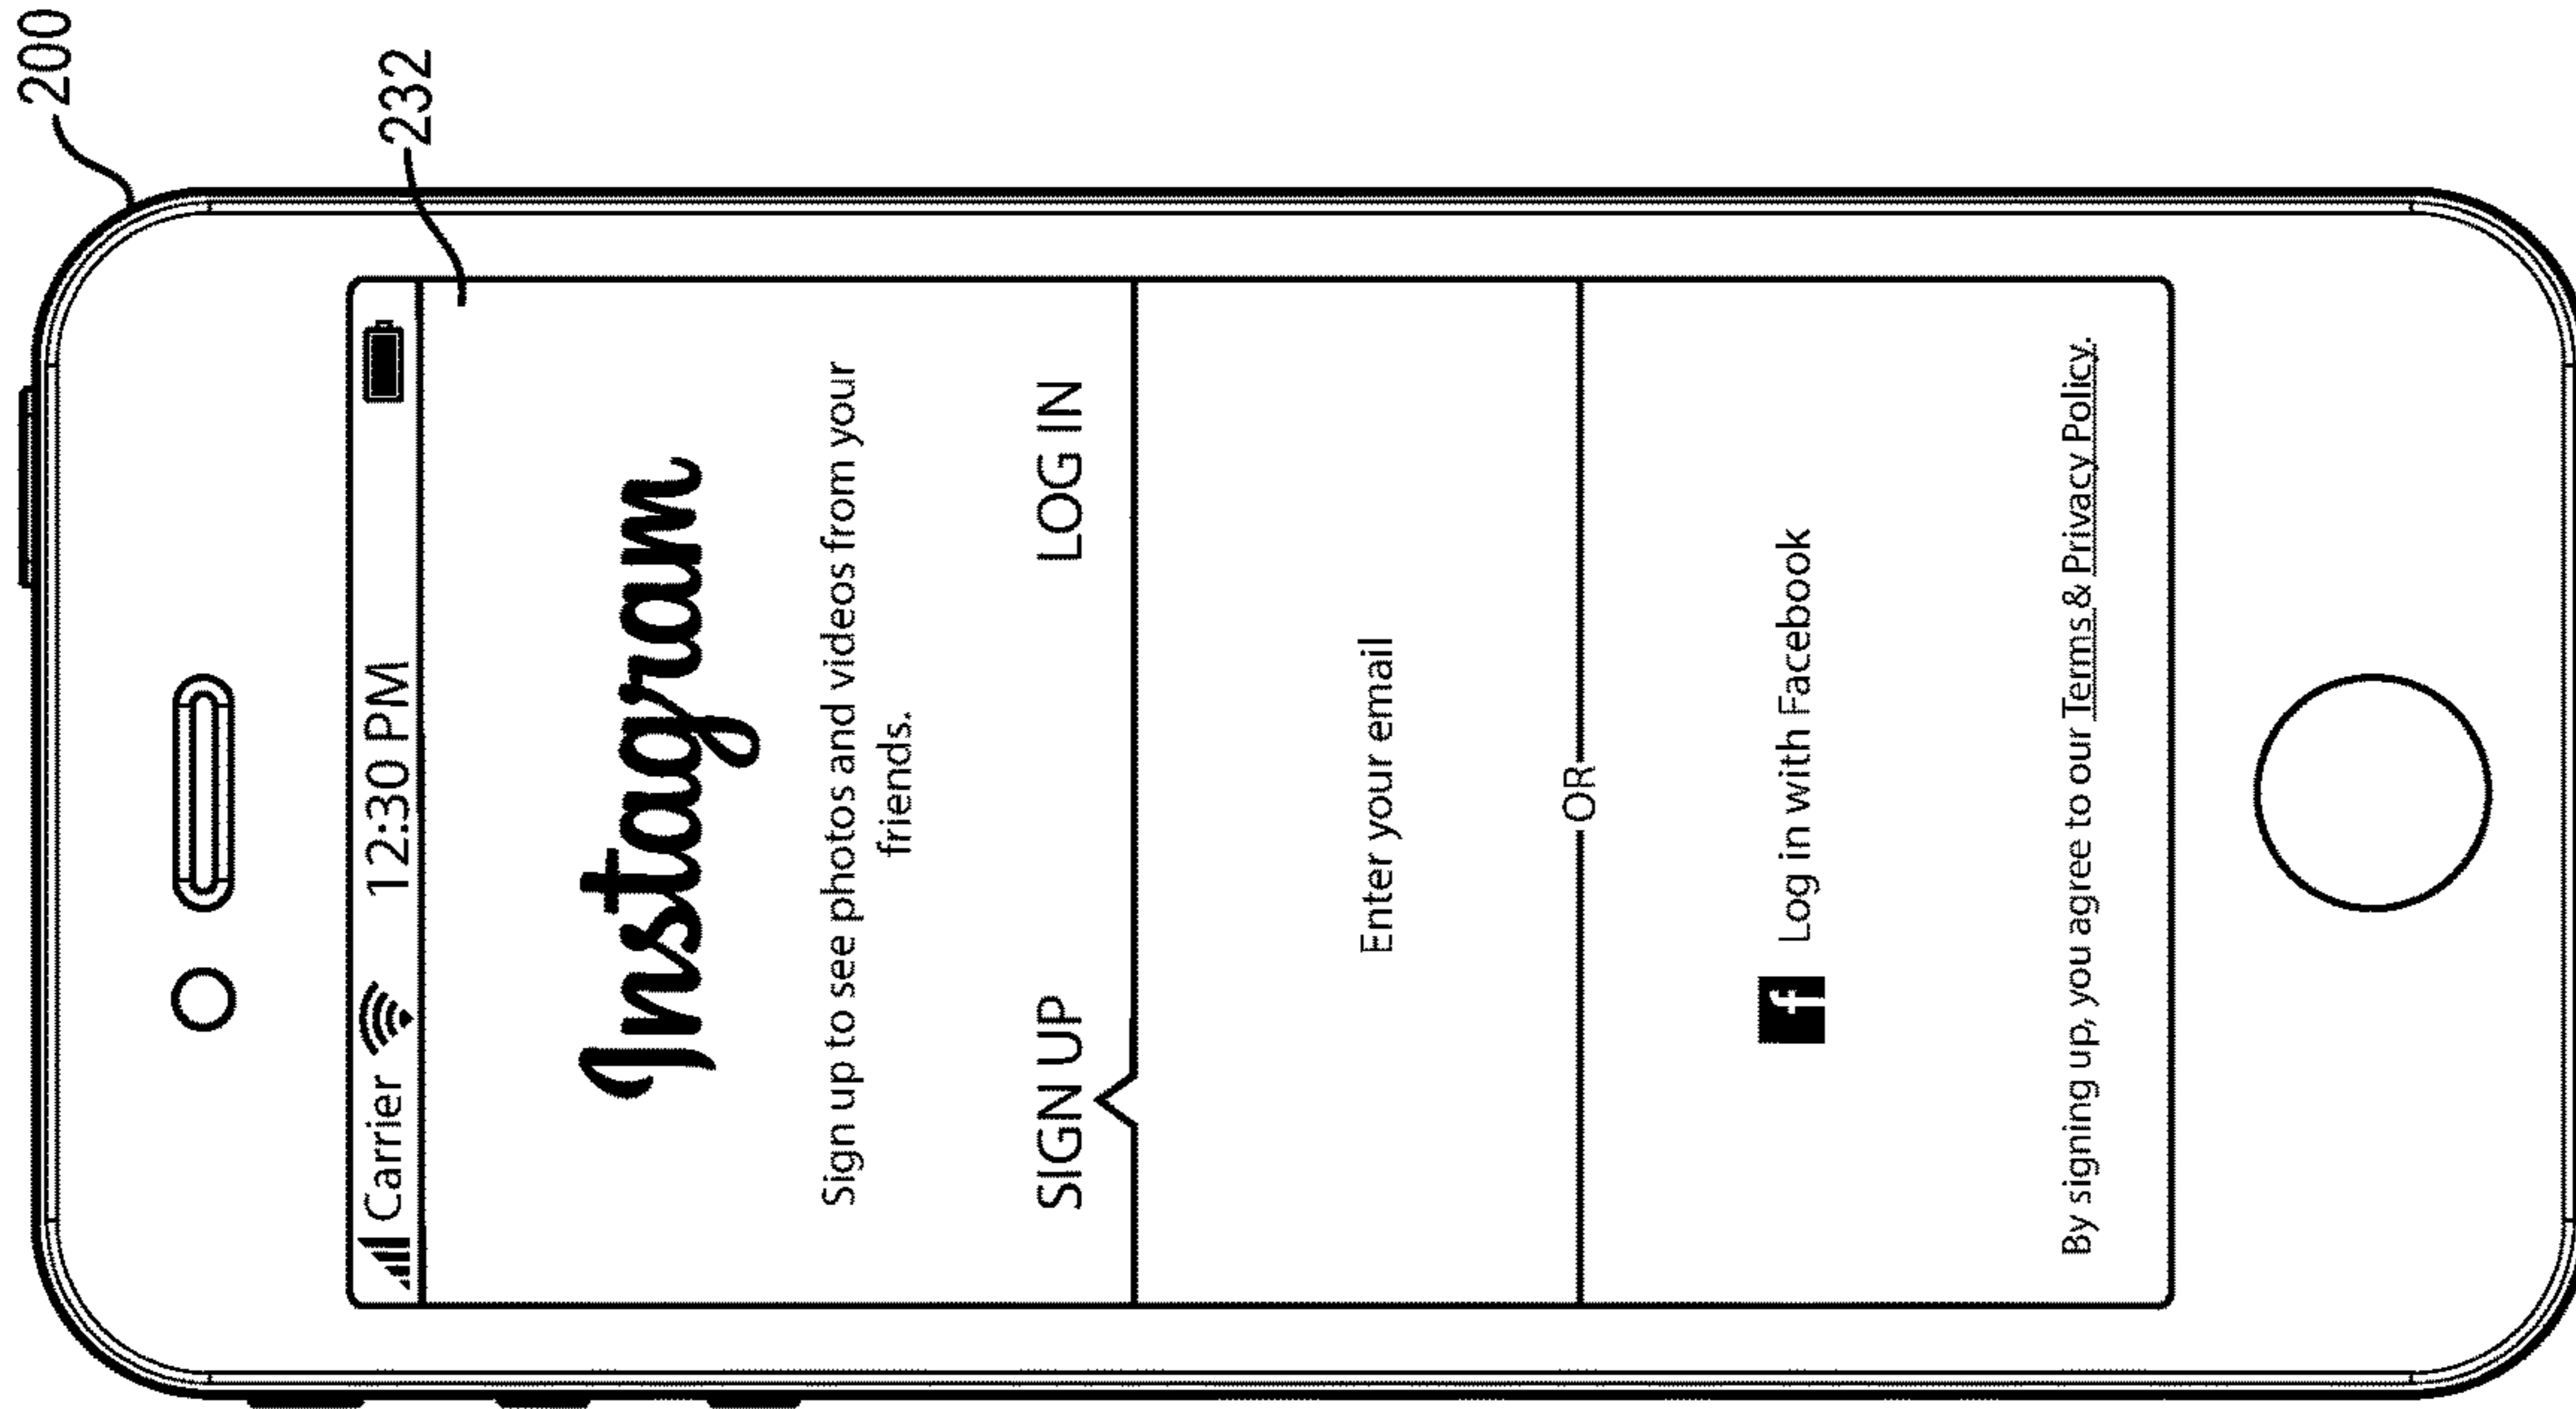 200
232
Carrier 12:30 PM
Instagram
Sign up to see photos and videos from your
friends.
SIGN UP LOG IN
Enter your email
OR
f Log in with Facebook
By signing up, you agree to our Terms & Privacy Policy.